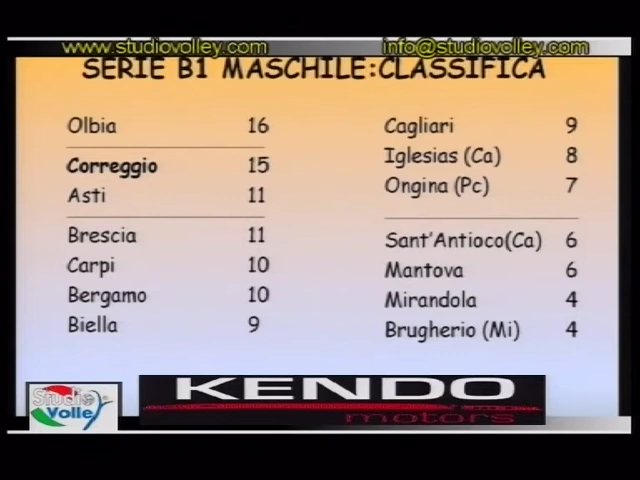 www.studiovolley.com info@studiovolley.com
SERIE B1 MASCHILE:CLASSIFICA
Olbia 16
Correggio 15
Asti 11
Brescia 11
Carpi 10
Bergamo 10
Biella 9
Cagliari 9
Iglesias (Ca) 8
Ongina (Pc) 7
Sant'Antioco(Ca) 6
Mantova 6
Mirandola 4
Brugherio (Mi) 4
Studio
Volley
KENDO
motors